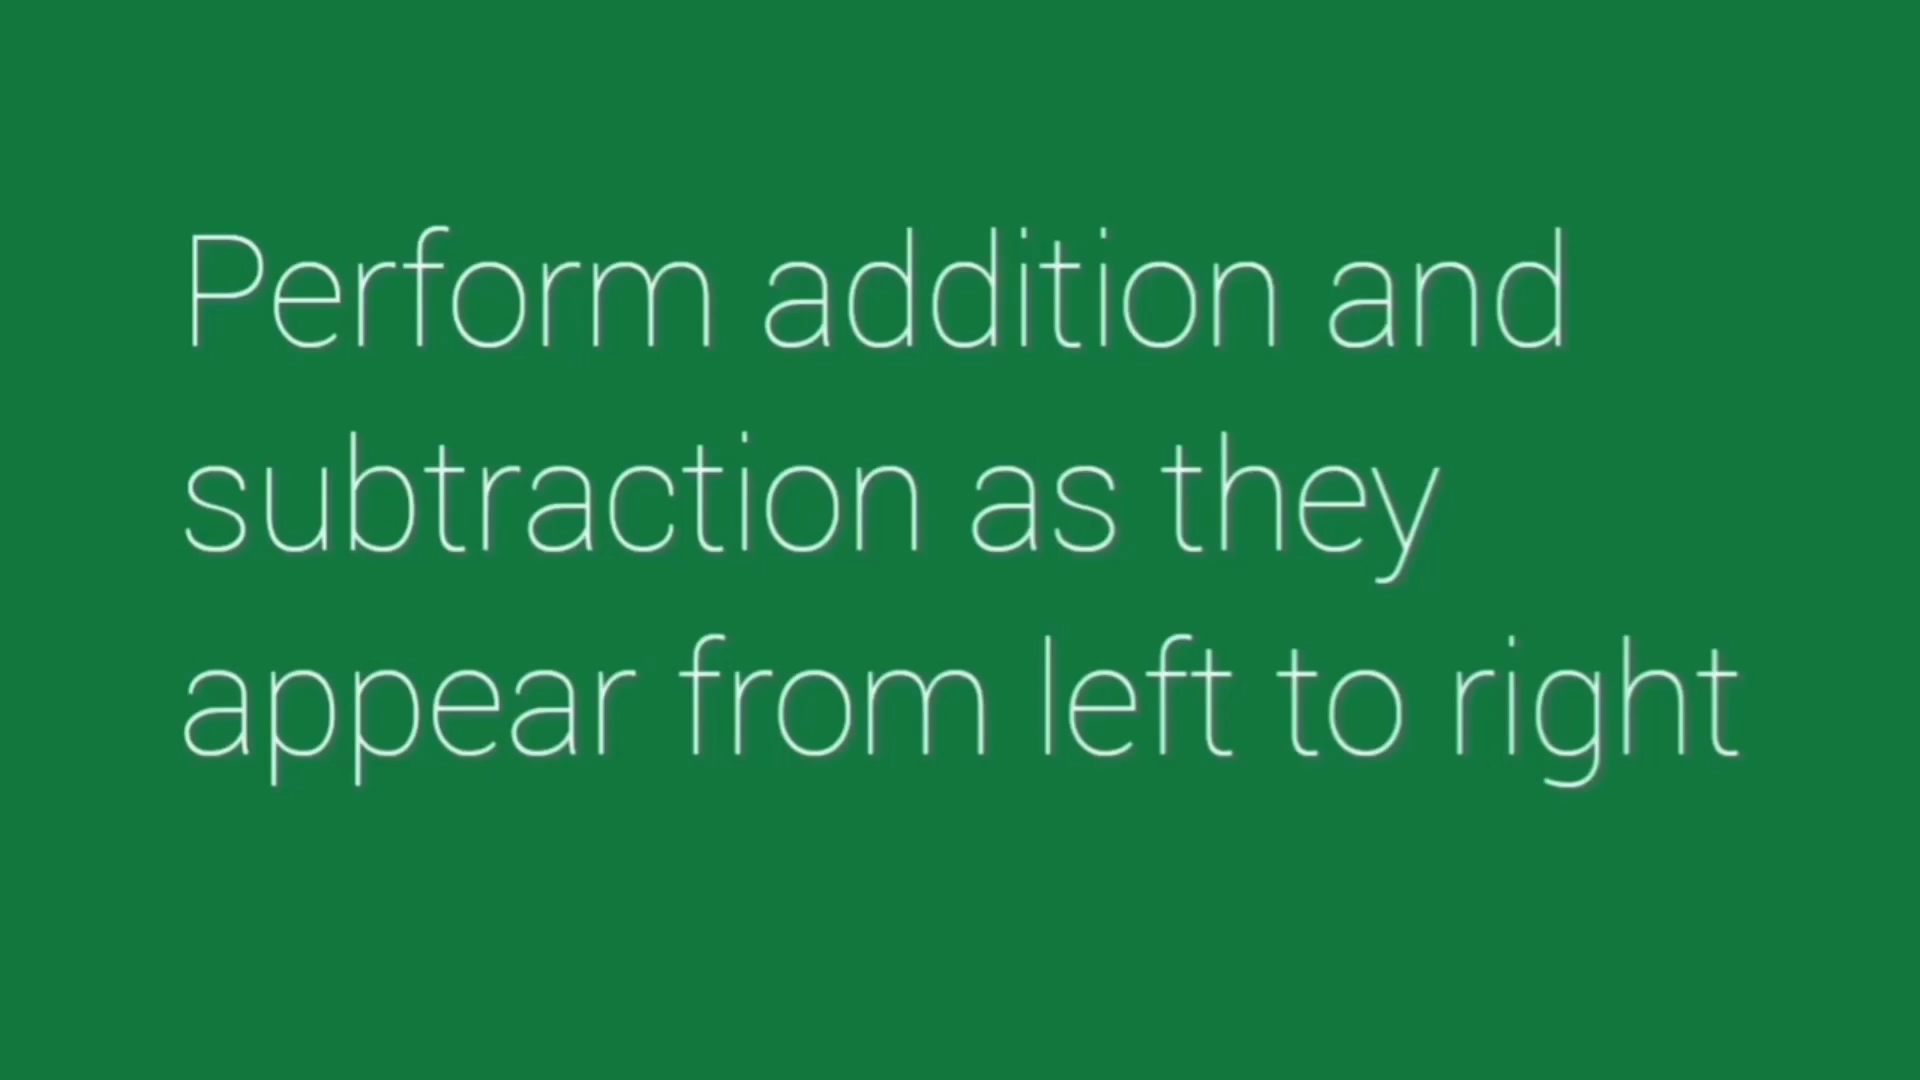 Perform addition and
subtraction as they
appear from left to right